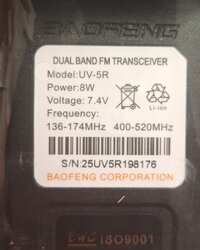 BAOFENG
DUAL BAND FM TRANSCEIVER
Model:UV-5R
Power:8W
Voltage: 7.4V
Li-ion
Frequency:
136-174MHz 400-520MHz
S/N:25UV5R198176
BAOFENG CORPORATION
ISO9001